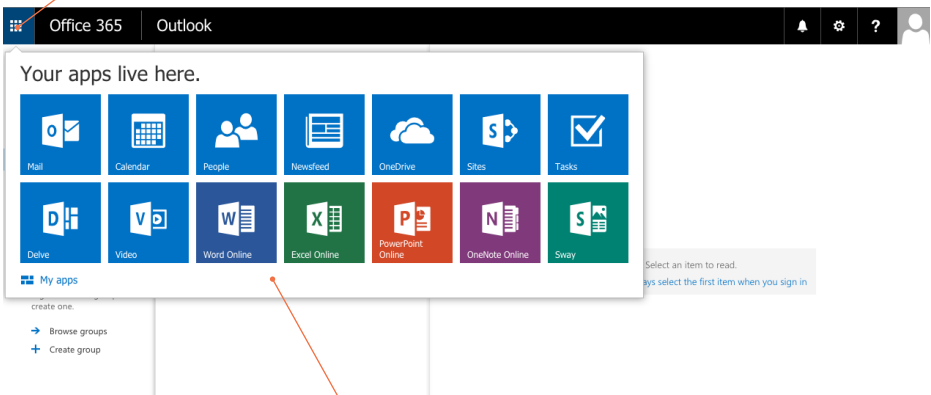 Office 365 Outlook ?
Your apps live here.
Mail Calendar People Newsfeed OneDrive Sites Tasks
Delve Video Word Online Excel Online PowerPoint Online OneNote Online Sway
My apps
Select an item to read.
ays select the first item when you sign in
create one.
Browse groups
Create group